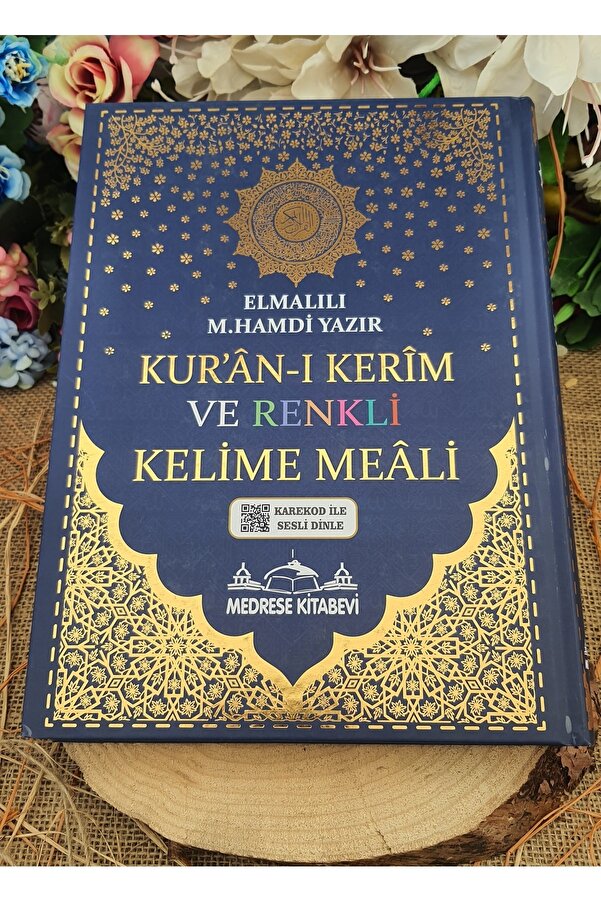 ELMALILI
M.HAMDİ YAZIR
KUR'ÂN-I KERÎM
VE RENKLİ
KELİME MEÂLİ
KAREKOD İLE
SESLİ DİNLE
MEDRESE KİTABEVİ